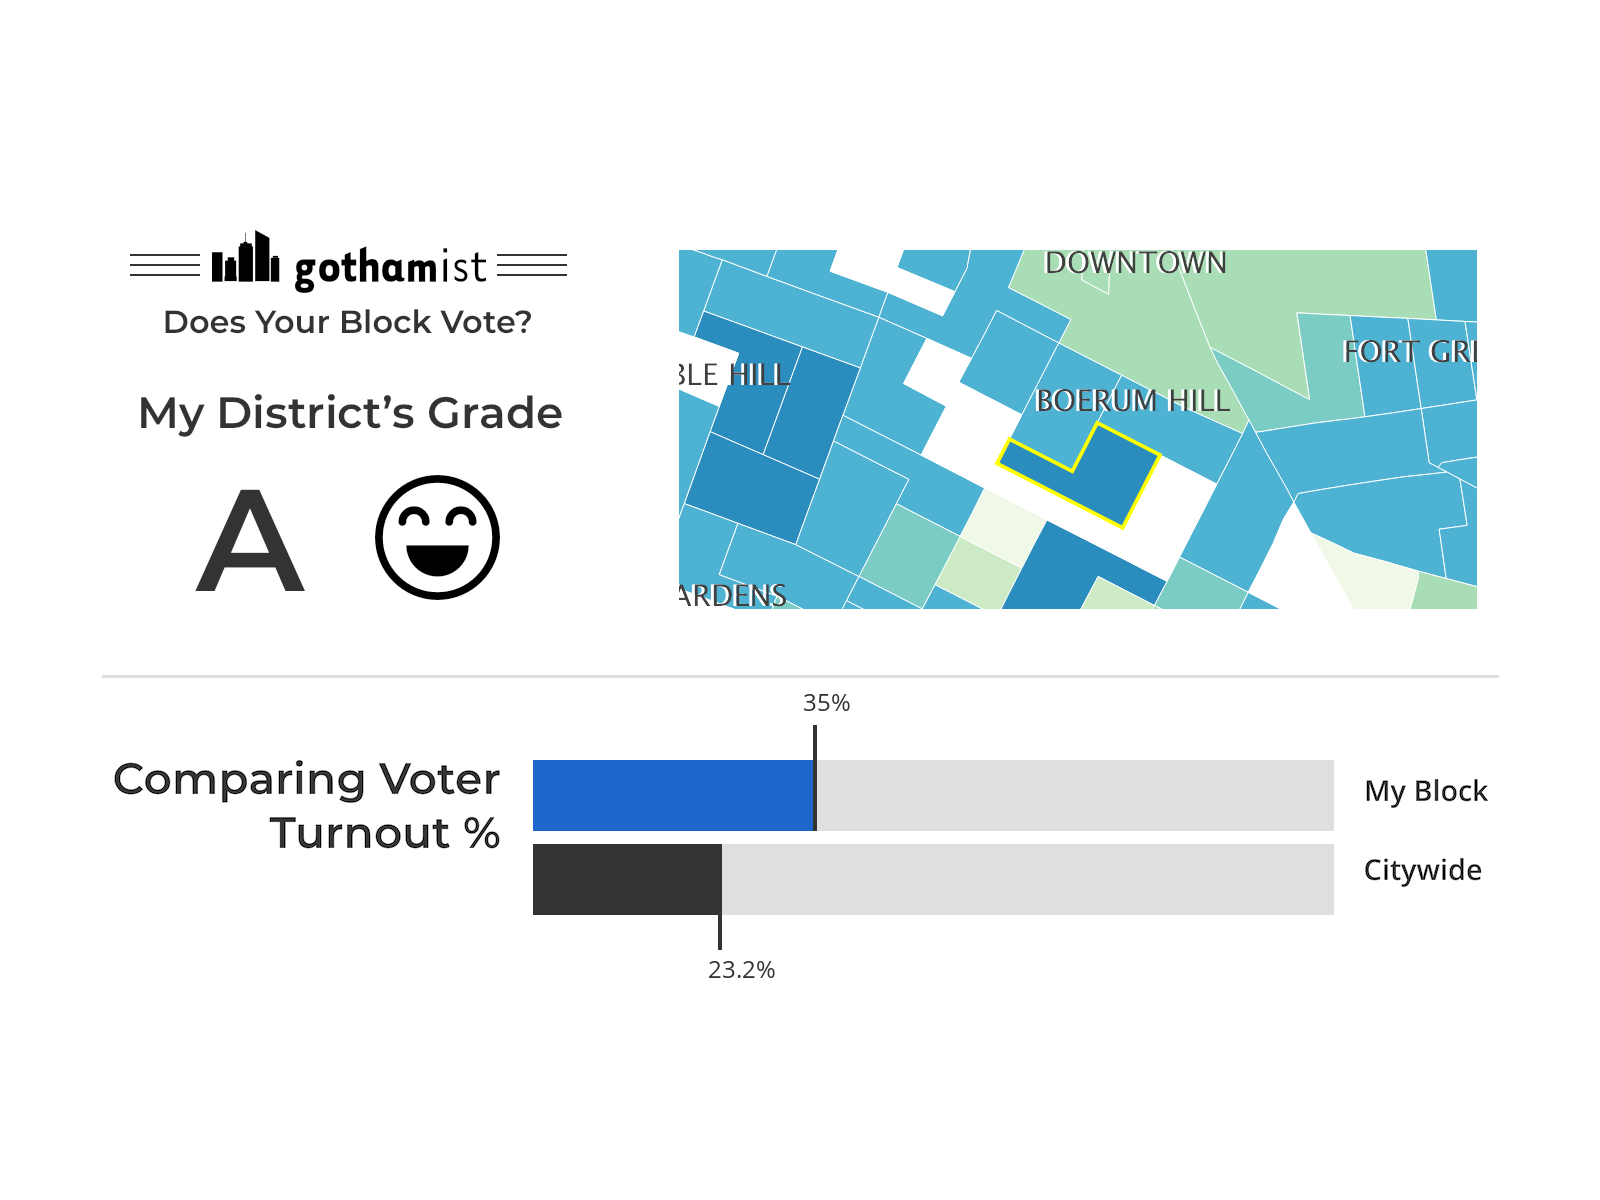 gothamist
Does Your Block Vote?
My District's Grade
A
DOWNTOWN
FORT GRE
BLE HILL
BOERUM HILL
ARDENS
35%
Comparing Voter
Turnout %
My Block
Citywide
23.2%